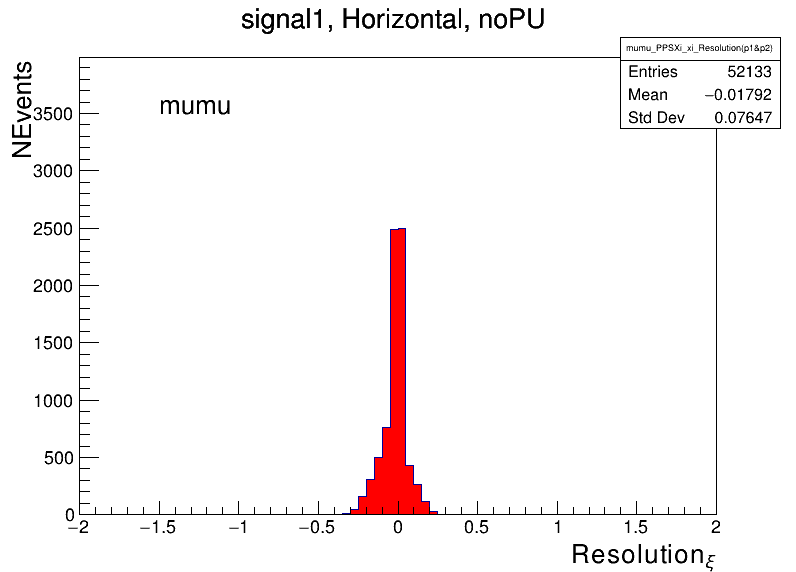 signal1, Horizontal, noPU
mumu_PPSXi_xi_Resolution(p1&p2)
Entries 52133
Mean −0.01792
Std Dev 0.07647
NEvents
mumu
3500
3000
2500
2000
1500
1000
500
0
−2 −1.5 −1 −0.5 0 0.5 1 1.5 2
Resolution_ξ